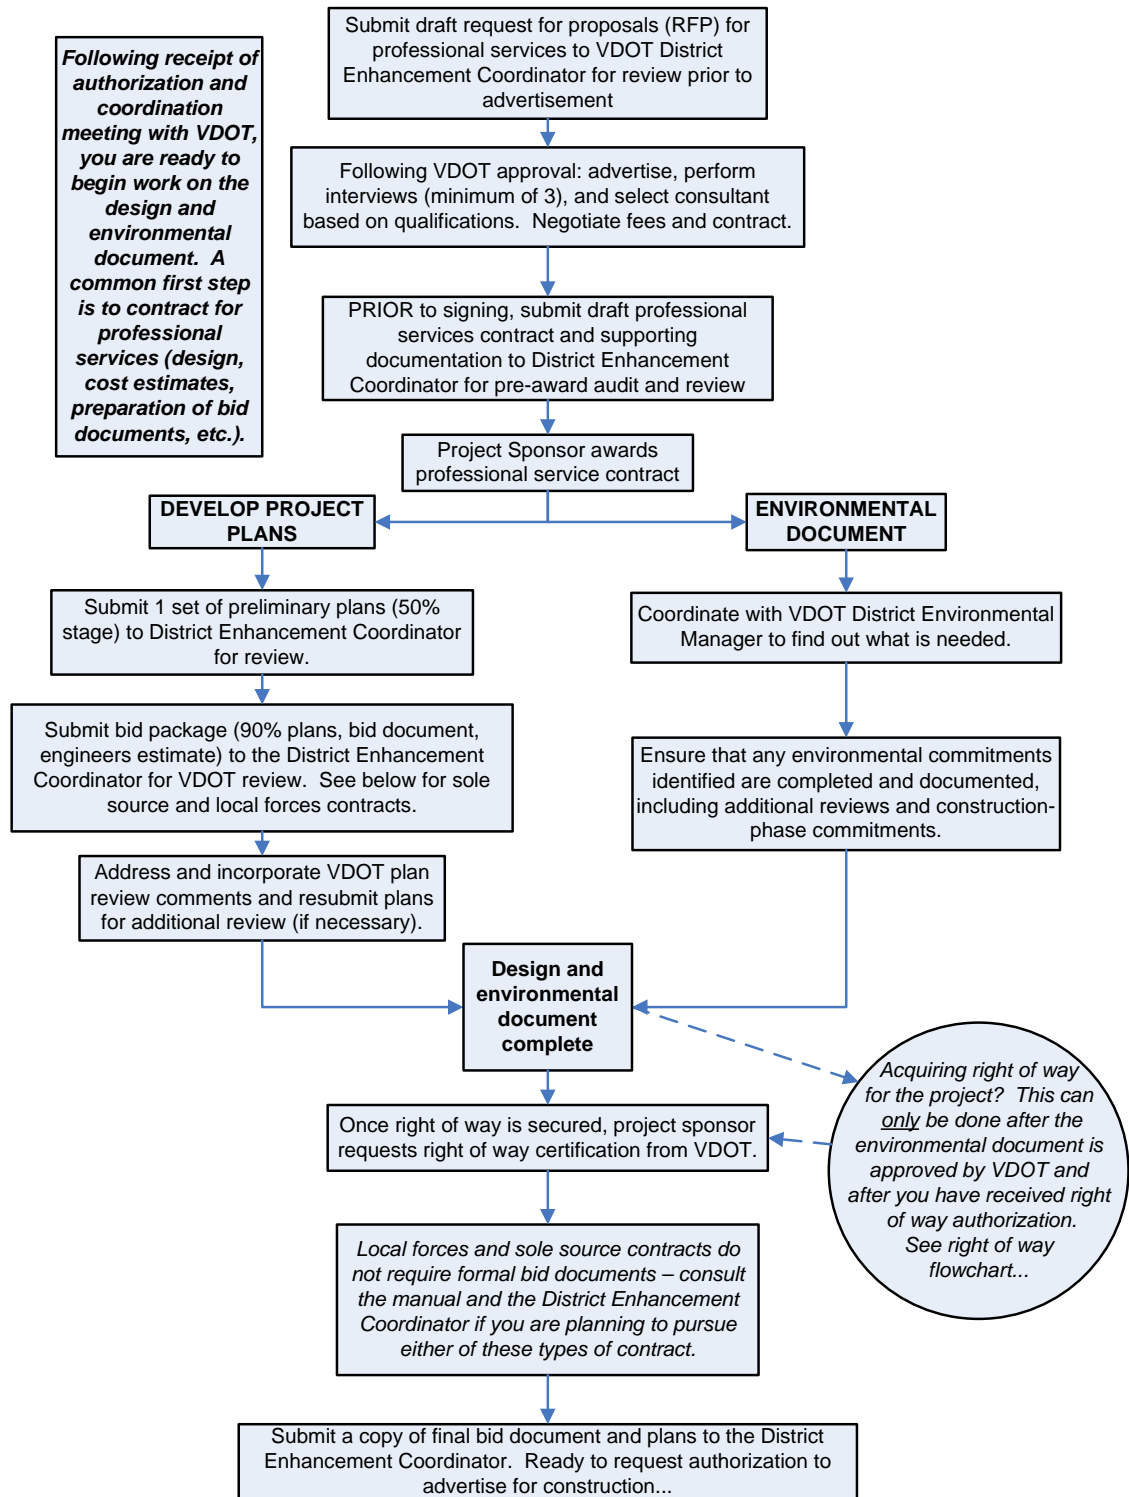 Submit draft request for proposals (RFP) for
professional services to VDOT District
Enhancement Coordinator for review prior to
advertisement
Following receipt of
authorization and
coordination
meeting with VDOT,
you are ready to
begin work on the
design and
environmental
document.  A
common first step
is to contract for
professional
services (design,
cost estimates,
preparation of bid
documents, etc.).
Following VDOT approval: advertise, perform
interviews (minimum of 3), and select consultant
based on qualifications.  Negotiate fees and contract.
PRIOR to signing, submit draft professional
services contract and supporting
documentation to District Enhancement
Coordinator for pre-award audit and review
Project Sponsor awards
professional service contract
DEVELOP PROJECT
PLANS
ENVIRONMENTAL
DOCUMENT
Submit 1 set of preliminary plans (50%
stage) to District Enhancement Coordinator
for review.
Coordinate with VDOT District Environmental
Manager to find out what is needed.
Submit bid package (90% plans, bid document,
engineers estimate) to the District Enhancement
Coordinator for VDOT review.  See below for sole
source and local forces contracts.
Ensure that any environmental commitments
identified are completed and documented,
including additional reviews and construction-
phase commitments.
Address and incorporate VDOT plan
review comments and resubmit plans
for additional review (if necessary).
Design and
environmental
document
complete
Acquiring right of way
for the project?  This can
only be done after the
environmental document is
approved by VDOT and
after you have received right
of way authorization.
See right of way
flowchart...
Once right of way is secured, project sponsor
requests right of way certification from VDOT.
Local forces and sole source contracts do
not require formal bid documents – consult
the manual and the District Enhancement
Coordinator if you are planning to pursue
either of these types of contract.
Submit a copy of final bid document and plans to the District
Enhancement Coordinator.  Ready to request authorization to
advertise for construction...